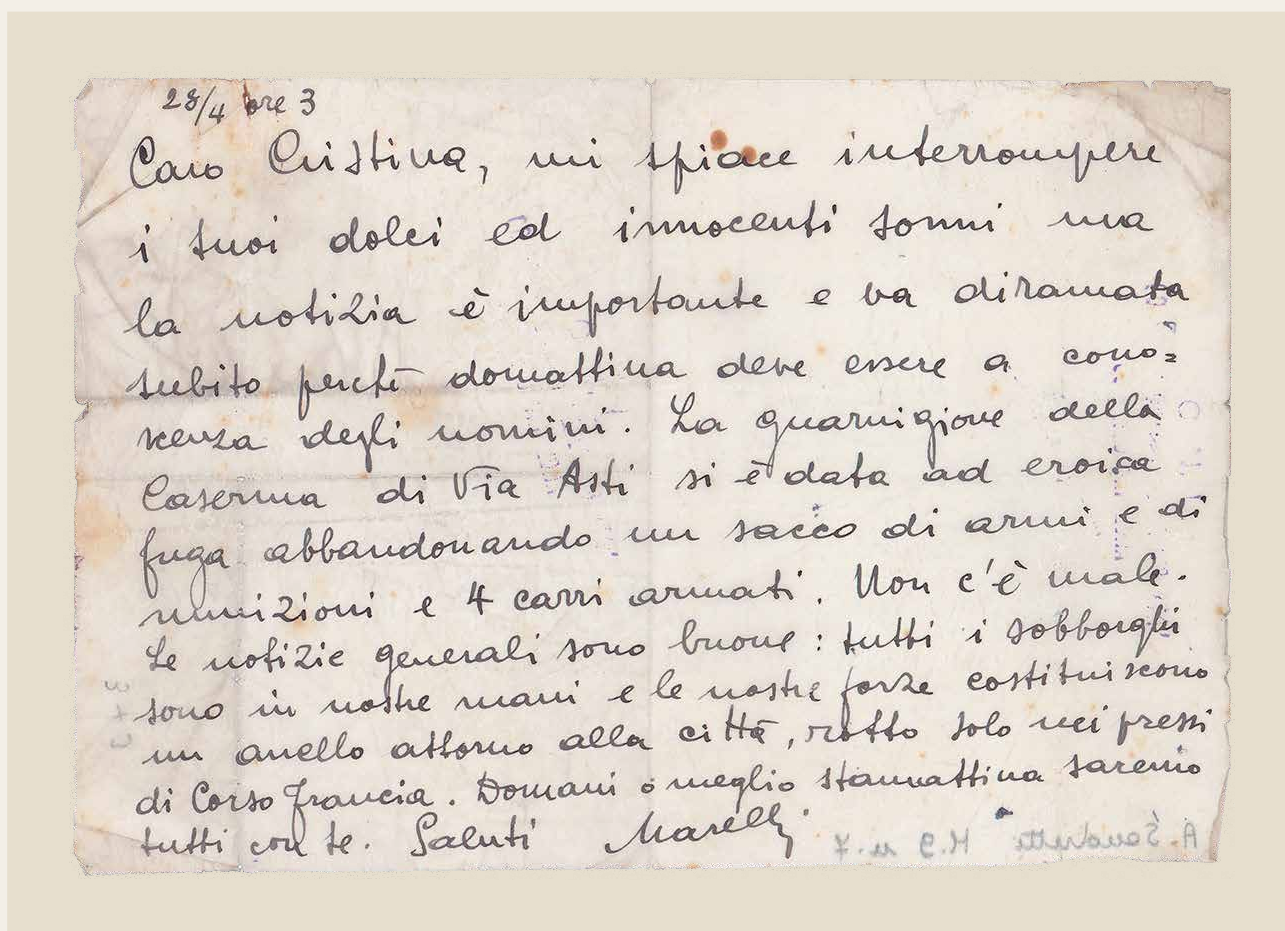 28/4 ore 3
Caro Cristina, mi spiace interrompere
i tuoi dolci ed innocenti sonni ma
la notizia è importante e va diramata
subito perchè domattina deve essere a cono=
scenza degli uomini. La guarnigione della
Caserma di Via Asti si è data ad eroica
fuga abbandonando un sacco di armi e di
munizioni e 4 carri armati. Non c'è male.
Le notizie generali sono buone: tutti i sobborghi
sono in nostre mani e le nostre forze costituiscono
un anello attorno alla città, rotto solo nei pressi
di Corso Francia. Domani o meglio stamattina saremo
tutti con te. Saluti Maselli
A. H.9 n.7